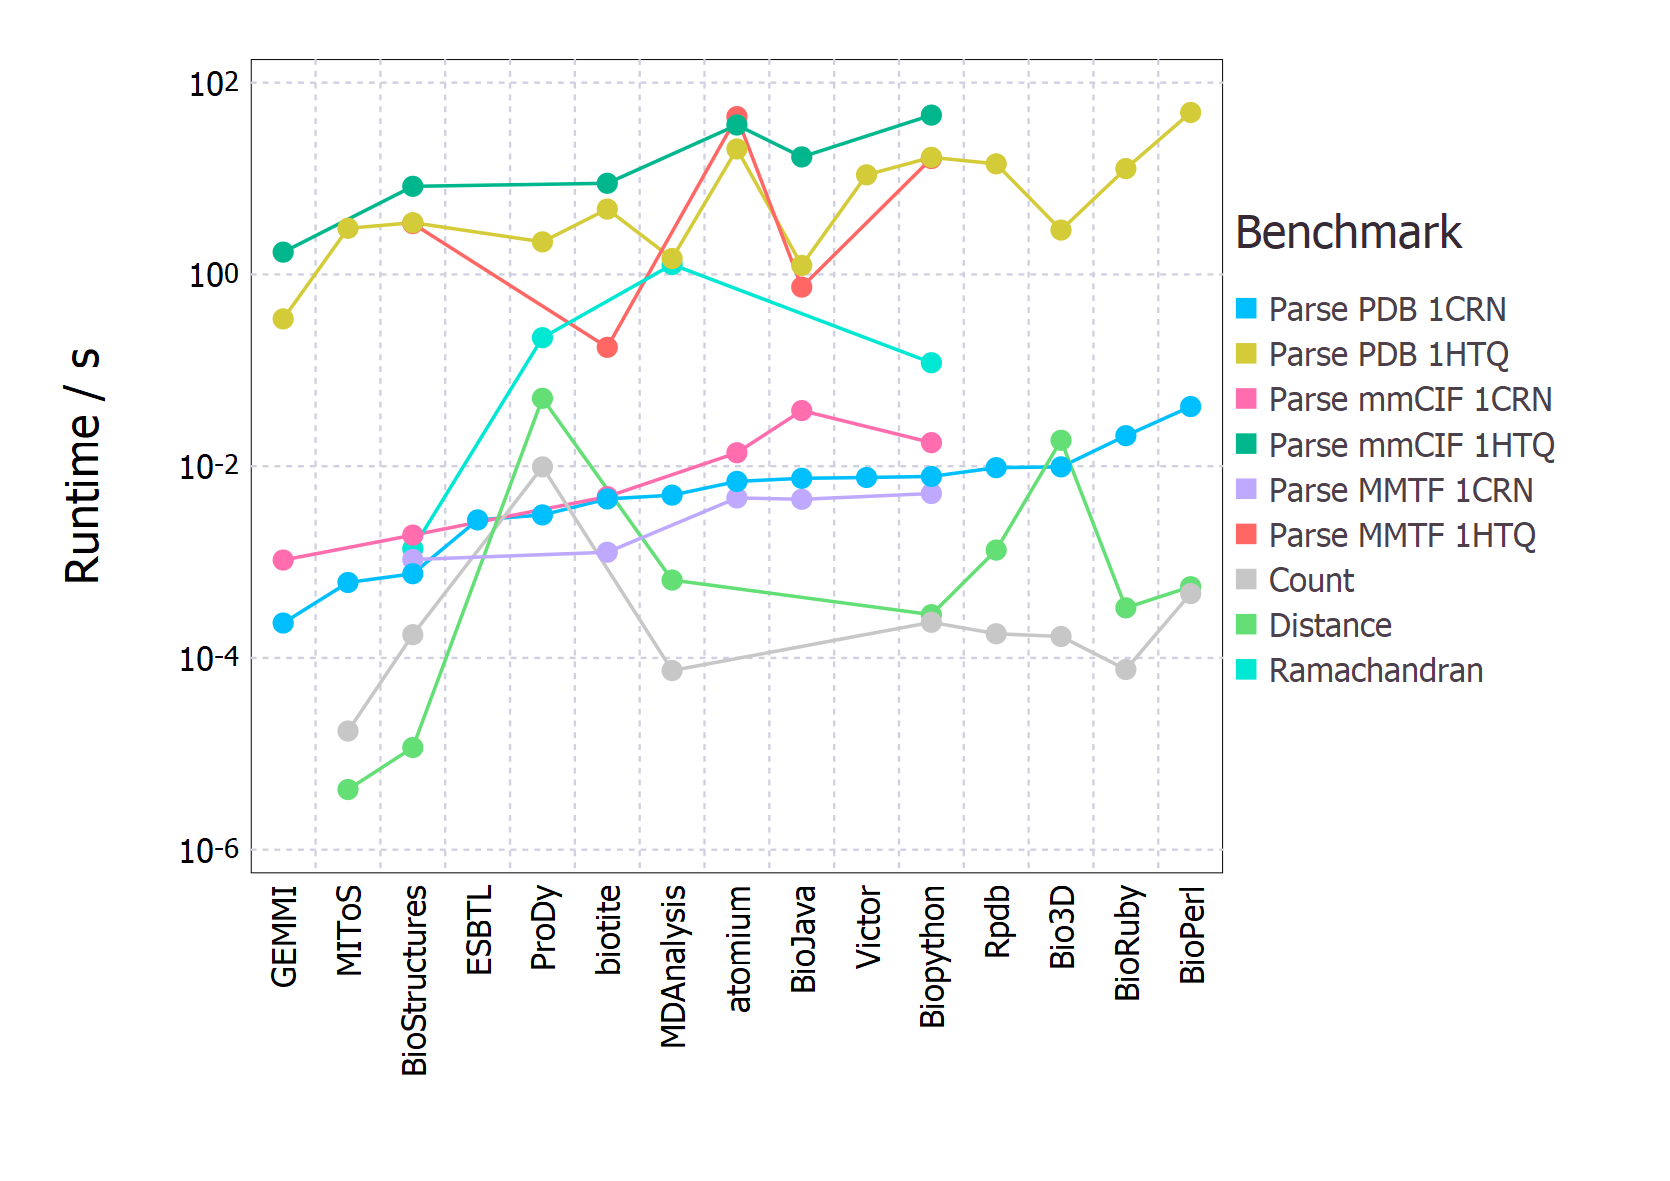 10²
10⁰
10⁻²
10⁻⁴
10⁻⁶
Runtime / s
GEMMI
MIToS
BioStructures
ESBTL
ProDy
biotite
MDAnalysis
atomium
BioJava
Victor
Biopython
Rpdb
Bio3D
BioRuby
BioPerl
Benchmark
Parse PDB 1CRN
Parse PDB 1HTQ
Parse mmCIF 1CRN
Parse mmCIF 1HTQ
Parse MMTF 1CRN
Parse MMTF 1HTQ
Count
Distance
Ramachandran